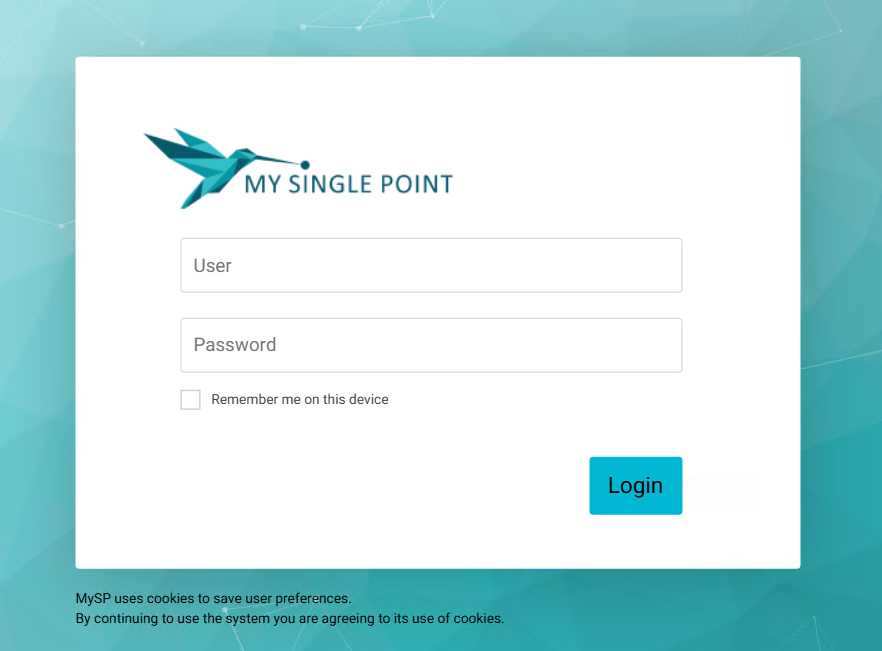 MY SINGLE POINT
User
Password
Remember me on this device
Login
MySP uses cookies to save user preferences.
By continuing to use the system you are agreeing to its use of cookies.